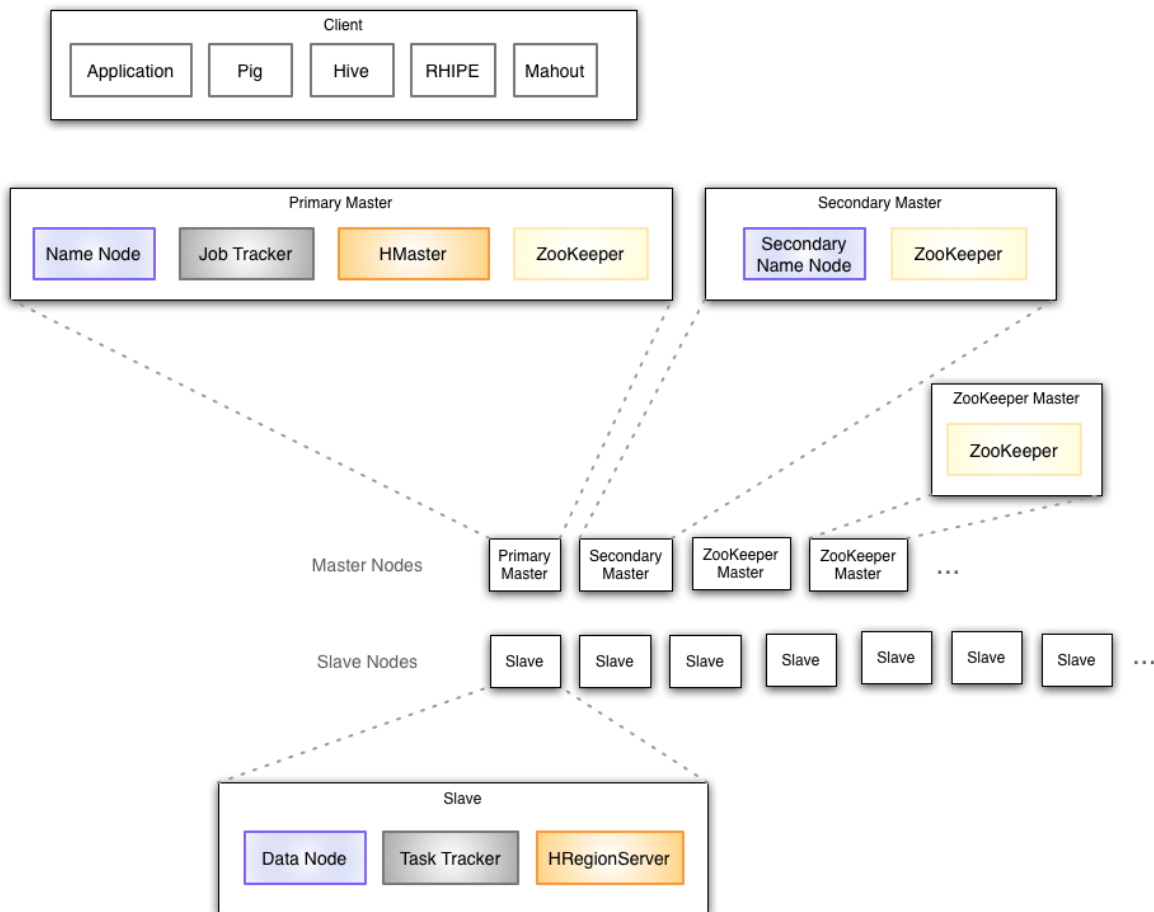 Client
Application
Pig
Hive
RHIPE
Mahout
Primary Master
Name Node
Job Tracker
HMaster
ZooKeeper
Secondary Master
Secondary
Name Node
ZooKeeper
ZooKeeper Master
ZooKeeper
Master Nodes
Primary
Master
Secondary
Master
ZooKeeper
Master
ZooKeeper
Master
...
Slave Nodes
Slave
Slave
Slave
Slave
Slave
Slave
Slave
...
Slave
Data Node
Task Tracker
HRegionServer